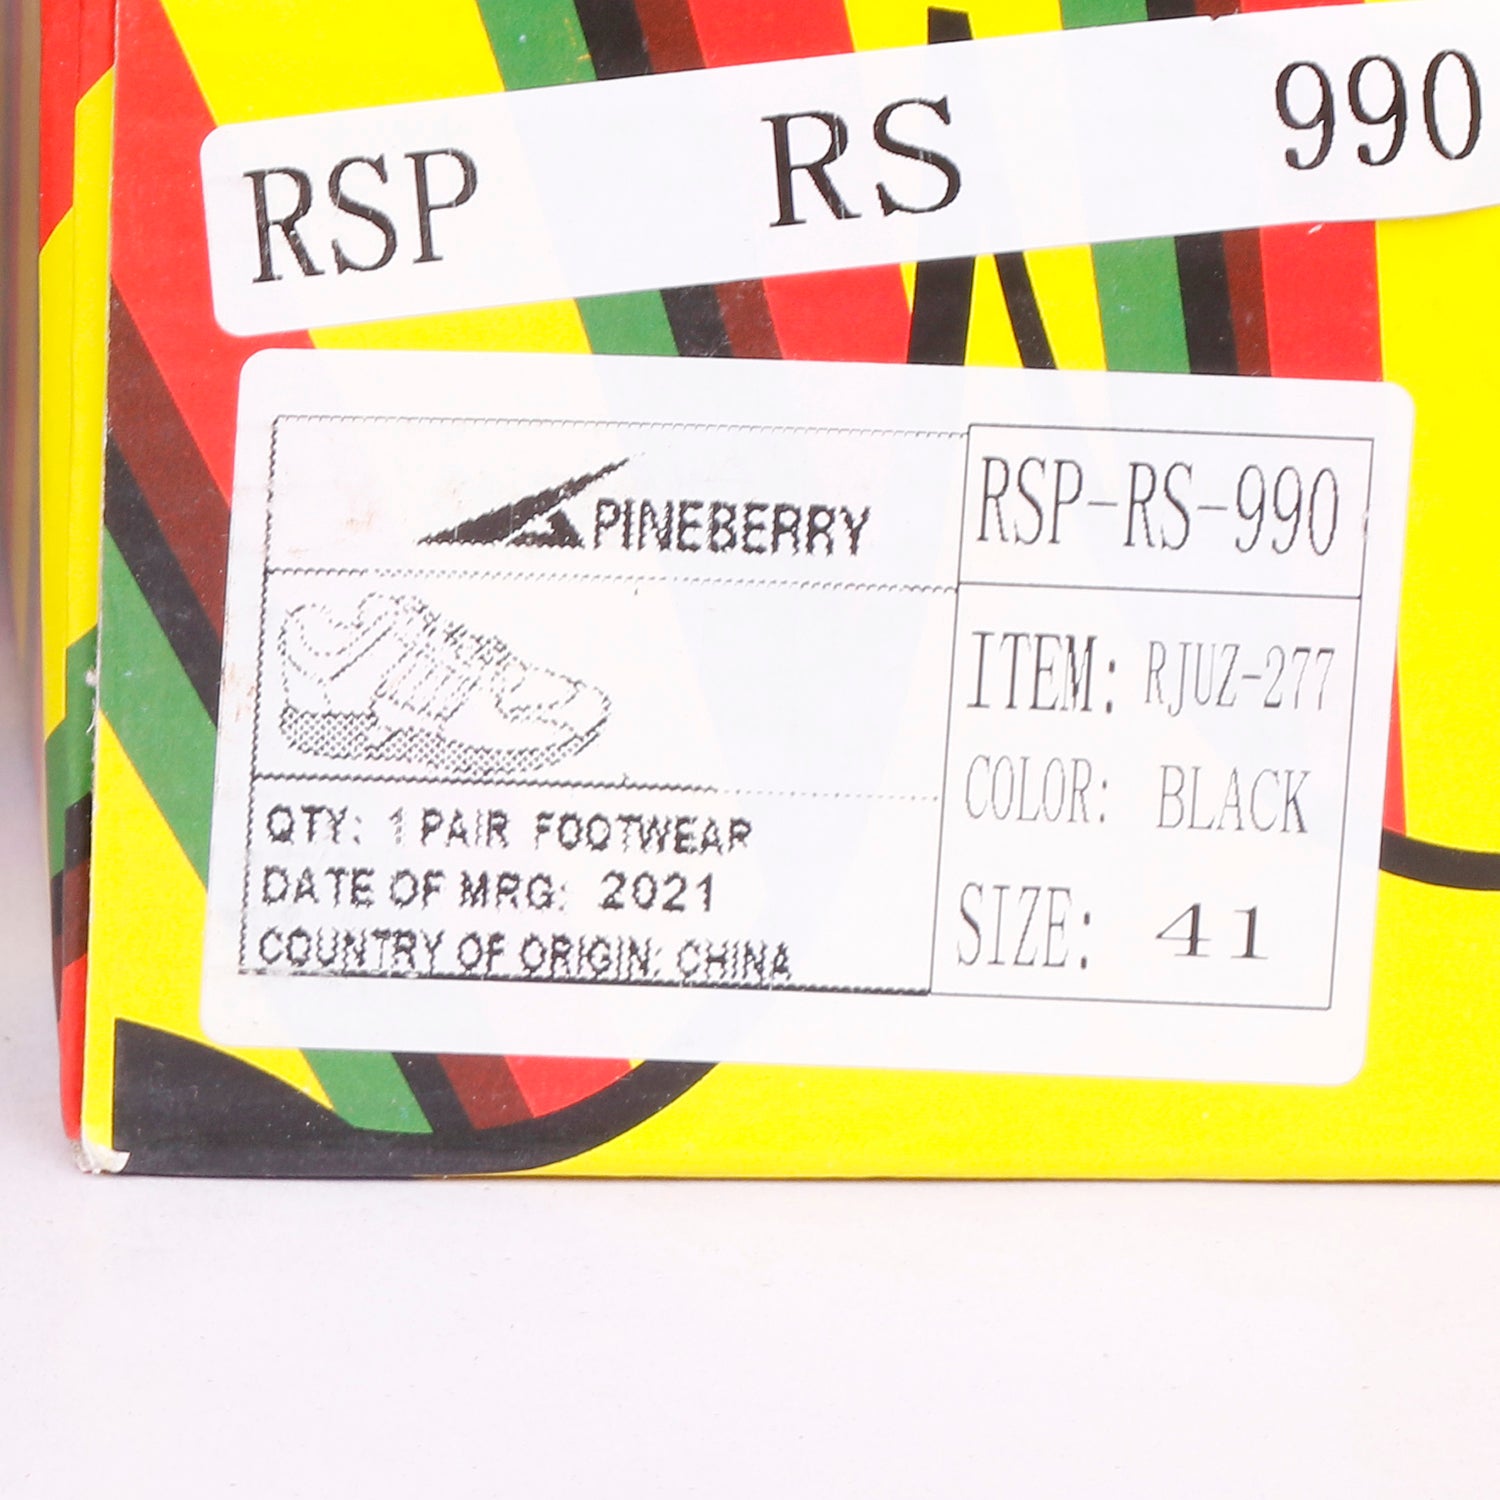 RSP RS 990
PINEBERRY
RSP-RS-990
ITEM: RJUZ-277
COLOR: BLACK
SIZE: 41
QTY: 1 PAIR FOOTWEAR
DATE OF MRG: 2021
COUNTRY OF ORIGIN: CHINA